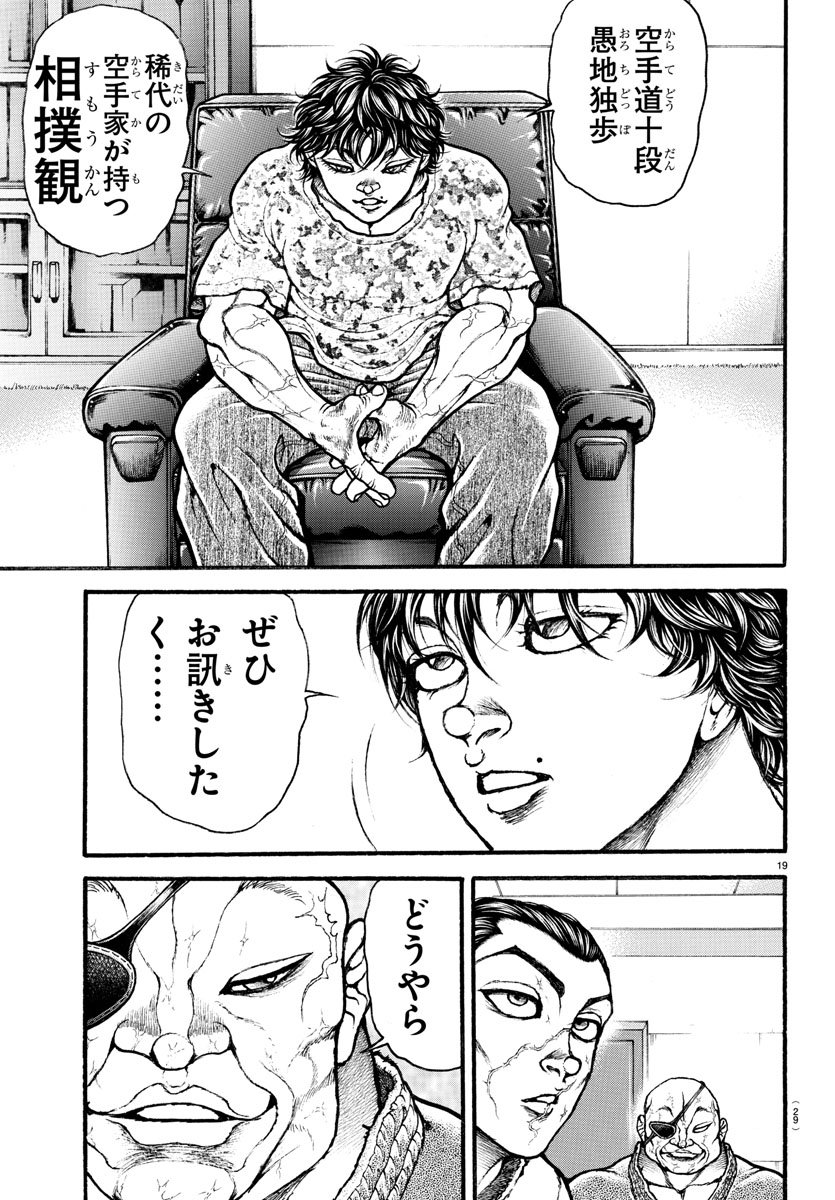 空手道十段
愚地独歩
稀代の
空手家が持つ
相撲観
ぜひ
お訊きした
く……
19
どうやら
(29)